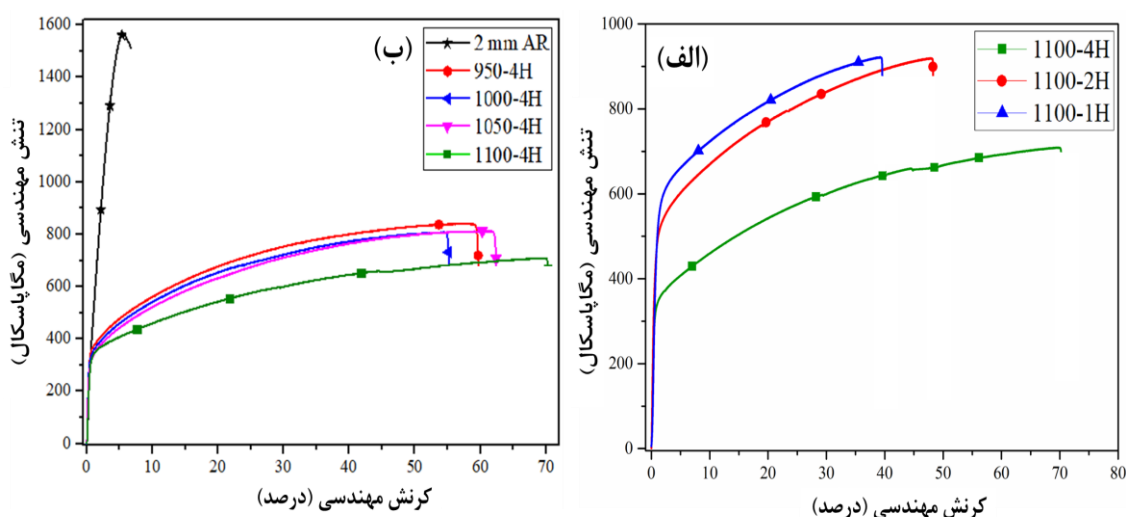 (ب)
2 mm AR
950-4H
1000-4H
1050-4H
1100-4H
1600
1400
1200
1000
800
600
400
200
0
0 10 20 30 40 50 60 70
تنش مهندسی (مگاپاسکال)
کرنش مهندسی (درصد)
(الف)
1100-4H
1100-2H
1100-1H
1000
800
600
400
200
0
0 10 20 30 40 50 60 70 80
تنش مهندسی (مگاپاسکال)
کرنش مهندسی (درصد)